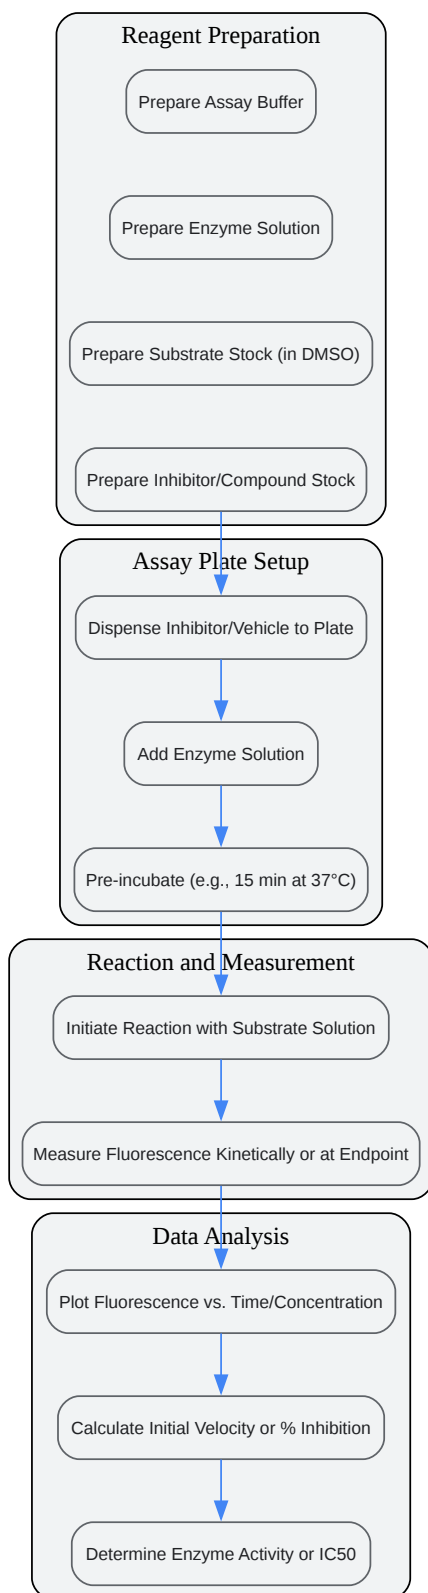 Reagent Preparation
Prepare Assay Buffer
Prepare Enzyme Solution
Prepare Substrate Stock (in DMSO)
Prepare Inhibitor/Compound Stock
Assay Plate Setup
Dispense Inhibitor/Vehicle to Plate
Add Enzyme Solution
Pre-incubate (e.g., 15 min at 37°C)
Reaction and Measurement
Initiate Reaction with Substrate Solution
Measure Fluorescence Kinetically or at Endpoint
Data Analysis
Plot Fluorescence vs. Time/Concentration
Calculate Initial Velocity or % Inhibition
Determine Enzyme Activity or IC50